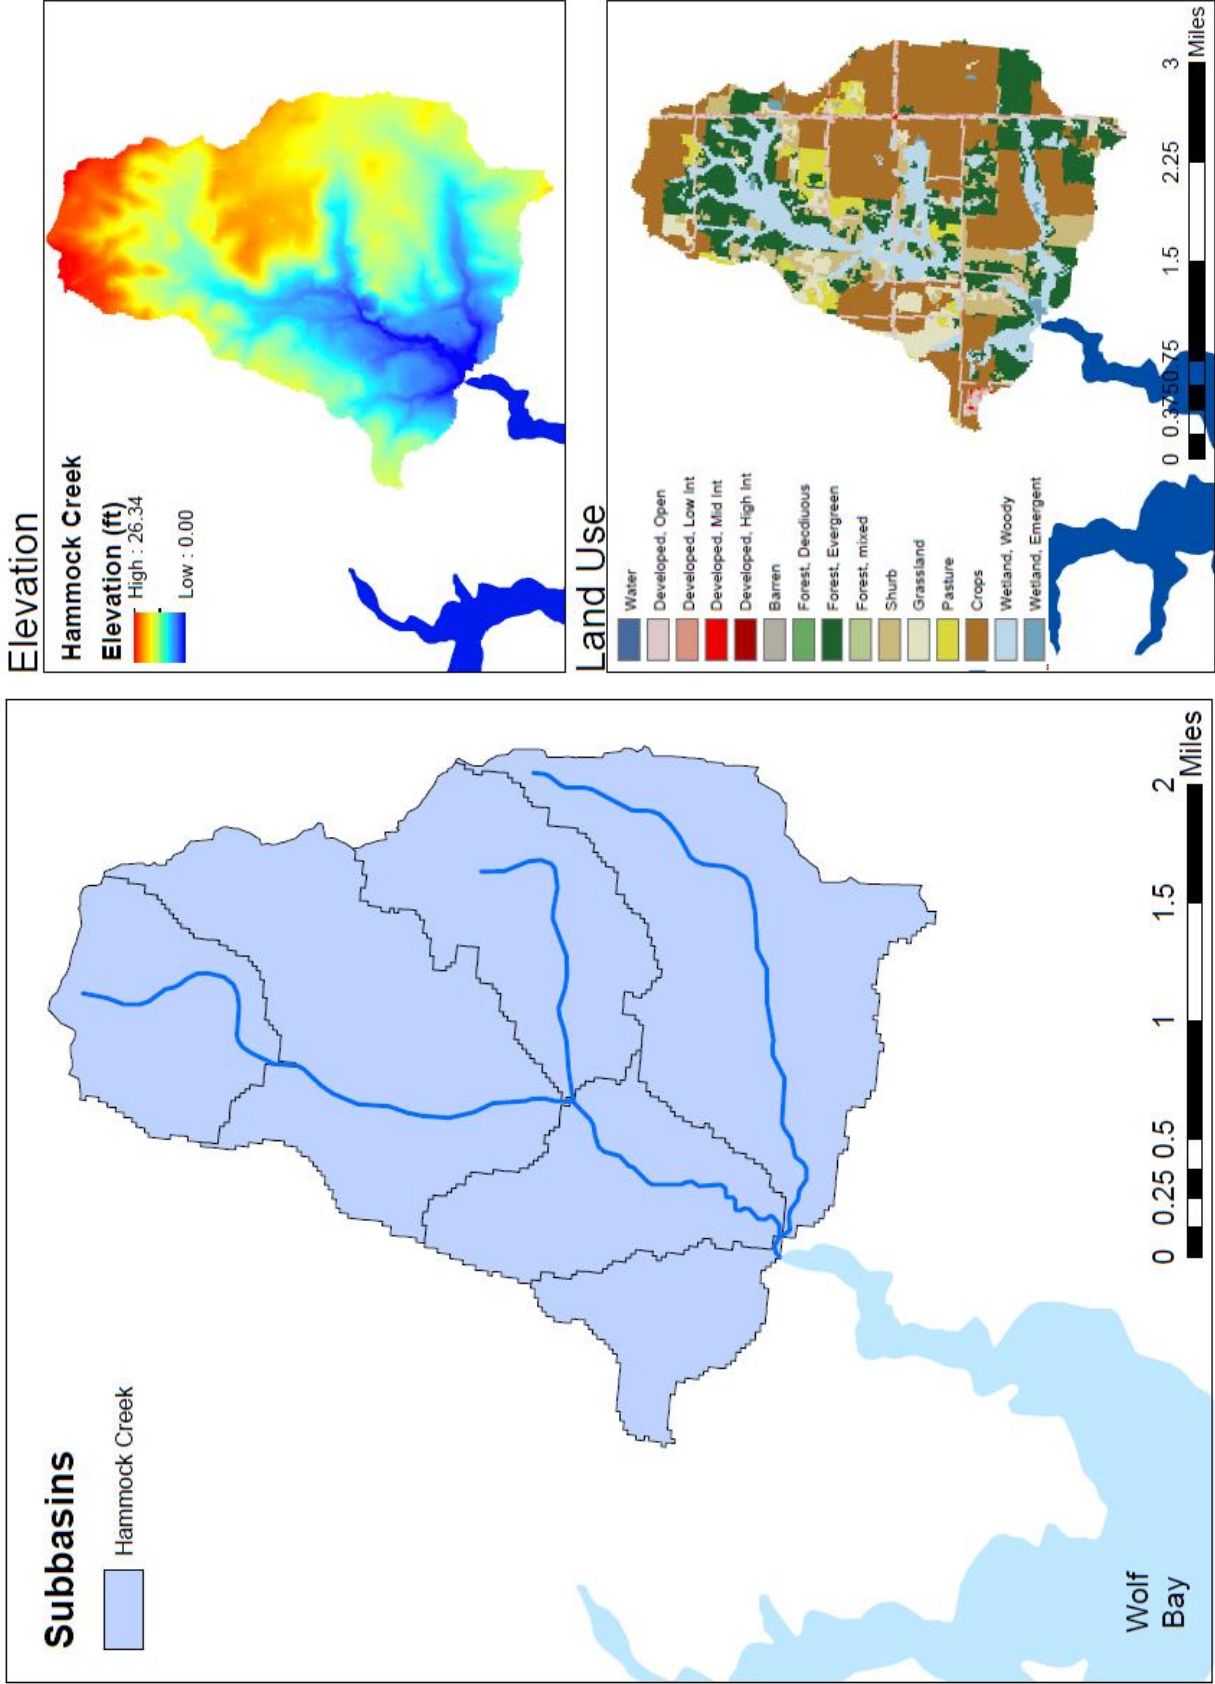 Subbasins
Hammock Creek
Wolf
Bay
0 0.25 0.5 1 1.5 2
Miles
Elevation
Hammock Creek
Elevation (ft)
High : 26.34
Low : 0.00
Land Use
Water
Developed, Open
Developed, Low Int
Developed, Mid Int
Developed, High Int
Barren
Forest, Deodiuous
Forest, Evergreen
Forest, mixed
Shurb
Grassland
Pasture
Crops
Wetland, Woody
Wetland, Emergent
0 0.3750.75 1.5 2.25 3
Miles